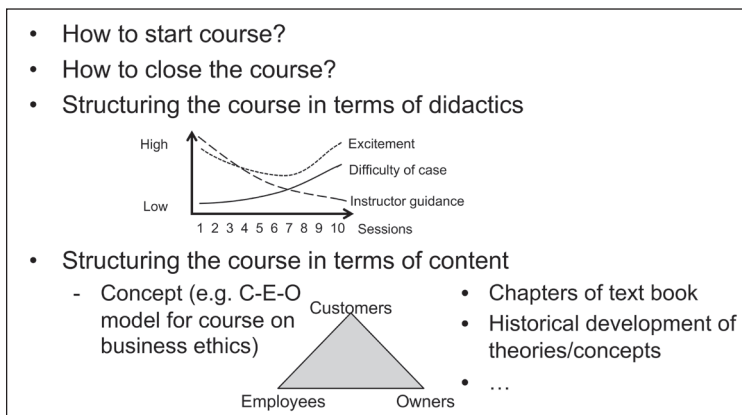 • How to start course?
• How to close the course?
• Structuring the course in terms of didactics
High
Excitement
Difficulty of case
Instructor guidance
Low
1 2 3 4 5 6 7 8 9 10 Sessions
• Structuring the course in terms of content
- Concept (e.g. C-E-O
model for course on
business ethics)
Customers
Employees
Owners
• Chapters of text book
• Historical development of
theories/concepts
• …